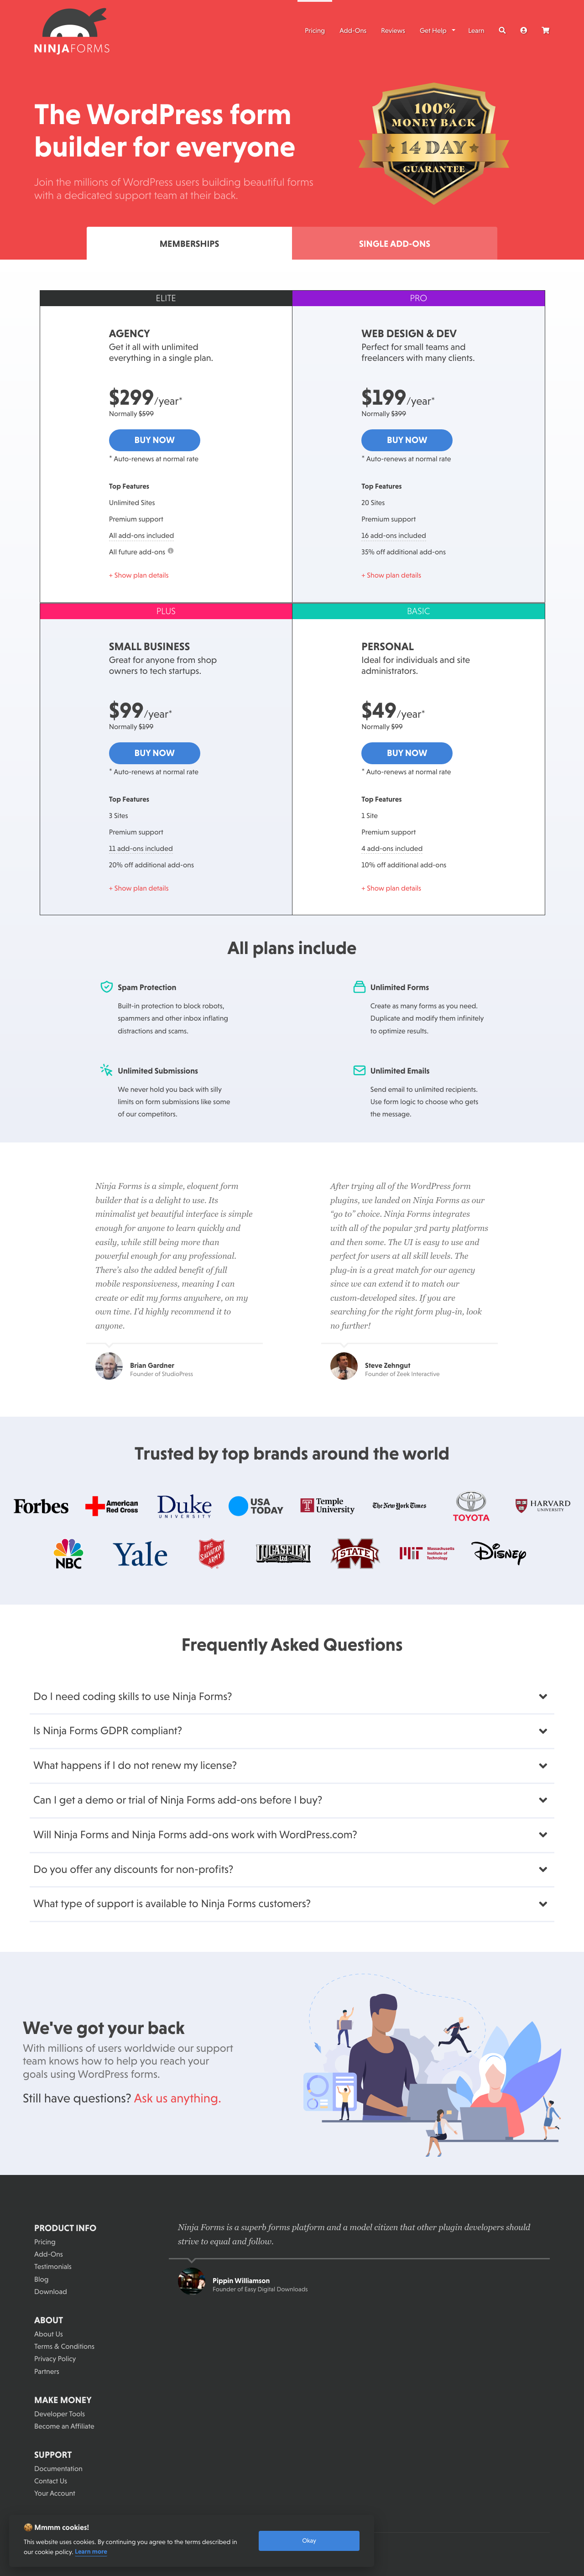 NINJAFORMS
Pricing Add-Ons Reviews Get Help Learn
The WordPress form
builder for everyone
Join the millions of WordPress users building beautiful forms
with a dedicated support team at their back.
100%
MONEY BACK
14 DAY
GUARANTEE
MEMBERSHIPS SINGLE ADD-ONS
ELITE
AGENCY
Get it all with unlimited
everything in a single plan.
$299/year*
Normally $599
BUY NOW
* Auto-renews at normal rate
Top Features
Unlimited Sites
Premium support
All add-ons included
All future add-ons
+ Show plan details
PRO
WEB DESIGN & DEV
Perfect for small teams and
freelancers with many clients.
$199/year*
Normally $399
BUY NOW
* Auto-renews at normal rate
Top Features
20 Sites
Premium support
16 add-ons included
35% off additional add-ons
+ Show plan details
PLUS
SMALL BUSINESS
Great for anyone from shop
owners to tech startups.
$99/year*
Normally $199
BUY NOW
* Auto-renews at normal rate
Top Features
3 Sites
Premium support
11 add-ons included
20% off additional add-ons
+ Show plan details
BASIC
PERSONAL
Ideal for individuals and site
administrators.
$49/year*
Normally $99
BUY NOW
* Auto-renews at normal rate
Top Features
1 Site
Premium support
4 add-ons included
10% off additional add-ons
+ Show plan details
All plans include
Spam Protection
Built-in protection to block robots,
spammers and other inbox inflating
distractions and scams.
Unlimited Forms
Create as many forms as you need.
Duplicate and modify them infinitely
to optimize results.
Unlimited Submissions
We never hold you back with silly
limits on form submissions like some
of our competitors.
Unlimited Emails
Send email to unlimited recipients.
Use form logic to choose who gets
the message.
Ninja Forms is a simple, eloquent form
builder that is a delight to use. Its
minimalist yet beautiful interface is simple
enough for anyone to learn quickly and
easily, while still being more than
powerful enough for any professional.
There's also the added benefit of full
mobile responsiveness, meaning I can
create or edit my forms anywhere, on my
own time. I'd highly recommend it to
anyone.
Brian Gardner
Founder of StudioPress
After trying all of the WordPress form
plugins, we landed on Ninja Forms as our
“go to” choice. Ninja Forms integrates
with all of the popular 3rd party platforms
and then some. The UI is easy to use and
perfect for users at all skill levels. The
plug-in is a great match for our agency
since we can extend it to match our
custom-developed sites. If you are
searching for the right form plug-in, look
no further!
Steve Zehngut
Founder of Zeek Interactive
Trusted by top brands around the world
Forbes
American
Red Cross
Duke
UNIVERSITY
USA
TODAY
Temple
University
The New York Times
TOYOTA
HARVARD
UNIVERSITY
NBC
Yale
THE
SALVATION
ARMY
LUCASFILM
LTD
STATE
MIT
Massachusetts
Institute of
Technology
Disney
Frequently Asked Questions
Do I need coding skills to use Ninja Forms?
Is Ninja Forms GDPR compliant?
What happens if I do not renew my license?
Can I get a demo or trial of Ninja Forms add-ons before I buy?
Will Ninja Forms and Ninja Forms add-ons work with WordPress.com?
Do you offer any discounts for non-profits?
What type of support is available to Ninja Forms customers?
We've got your back
With millions of users worldwide our support
team knows how to help you reach your
goals using WordPress forms.
Still have questions? Ask us anything.
PRODUCT INFO
Pricing
Add-Ons
Testimonials
Blog
Download
ABOUT
About Us
Terms & Conditions
Privacy Policy
Partners
MAKE MONEY
Developer Tools
Become an Affiliate
SUPPORT
Documentation
Contact Us
Your Account
Ninja Forms is a superb forms platform and a model citizen that other plugin developers should
strive to equal and follow.
Pippin Williamson
Founder of Easy Digital Downloads
Mmmm cookies!
This website uses cookies. By continuing you agree to the terms described in
our cookie policy. Learn more
Okay